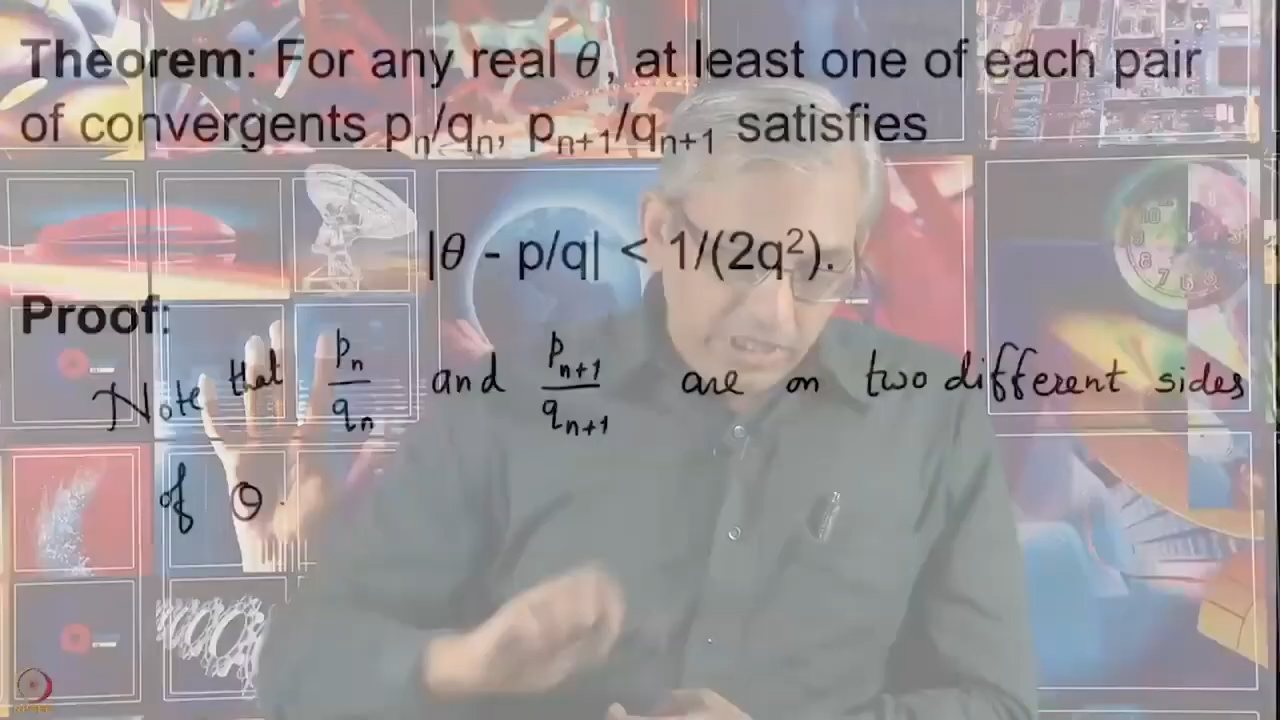 Theorem: For any real θ, at least one of each pair
of convergents pₙ/qₙ, pₙ₊₁/qₙ₊₁ satisfies
|θ - p/q| < 1/(2q²).
Proof:
Note that pₙ/qₙ and pₙ₊₁/qₙ₊₁ are on two different sides
of θ.